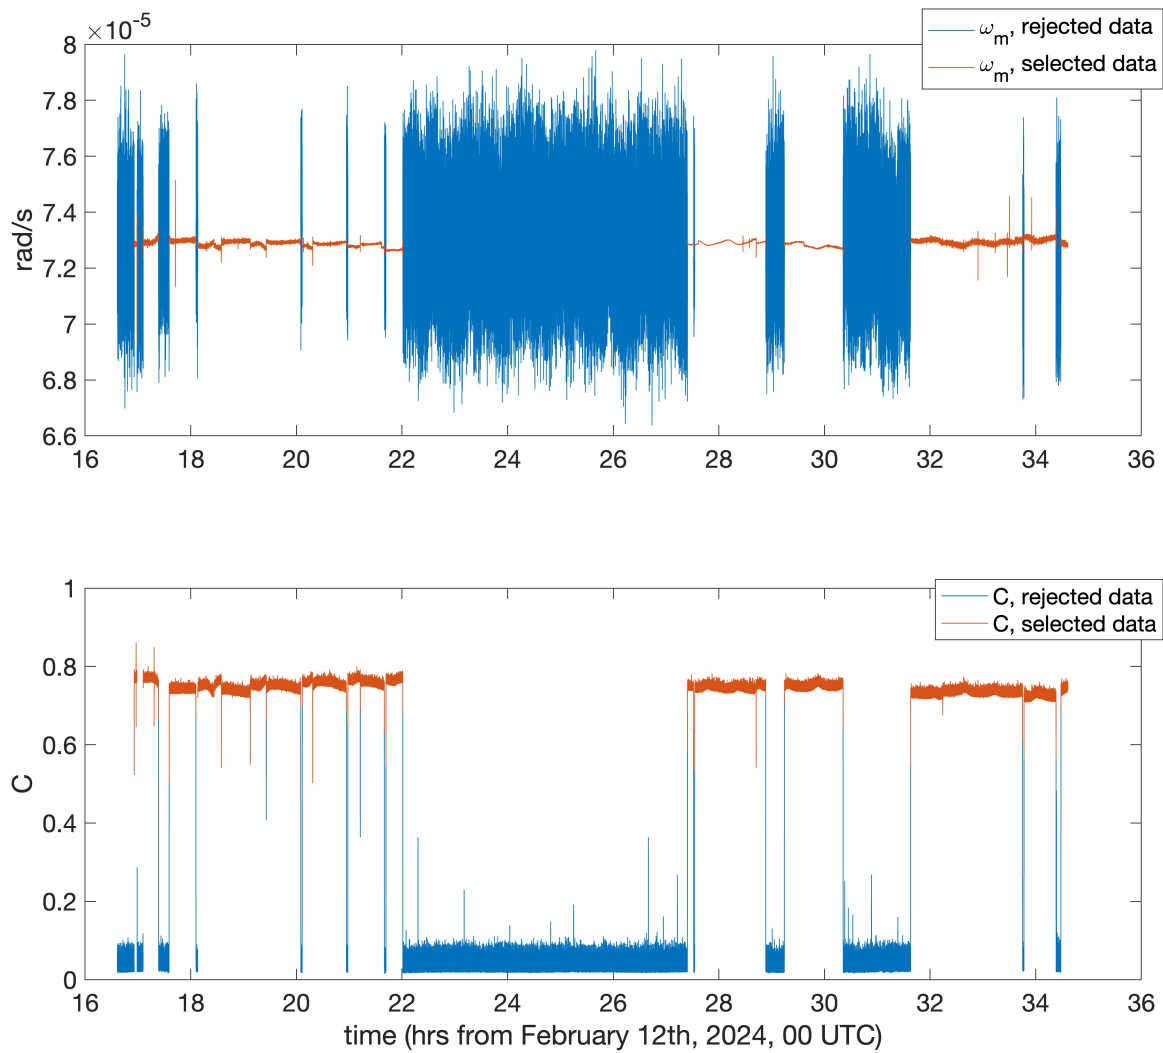 ×10⁻⁵
ωₘ, rejected data
ωₘ, selected data
8
7.8
7.6
7.4
7.2
7
6.8
6.6
rad/s
16 18 20 22 24 26 28 30 32 34 36
C, rejected data
C, selected data
1
0.8
0.6
0.4
0.2
0
C
16 18 20 22 24 26 28 30 32 34 36
time (hrs from February 12th, 2024, 00 UTC)